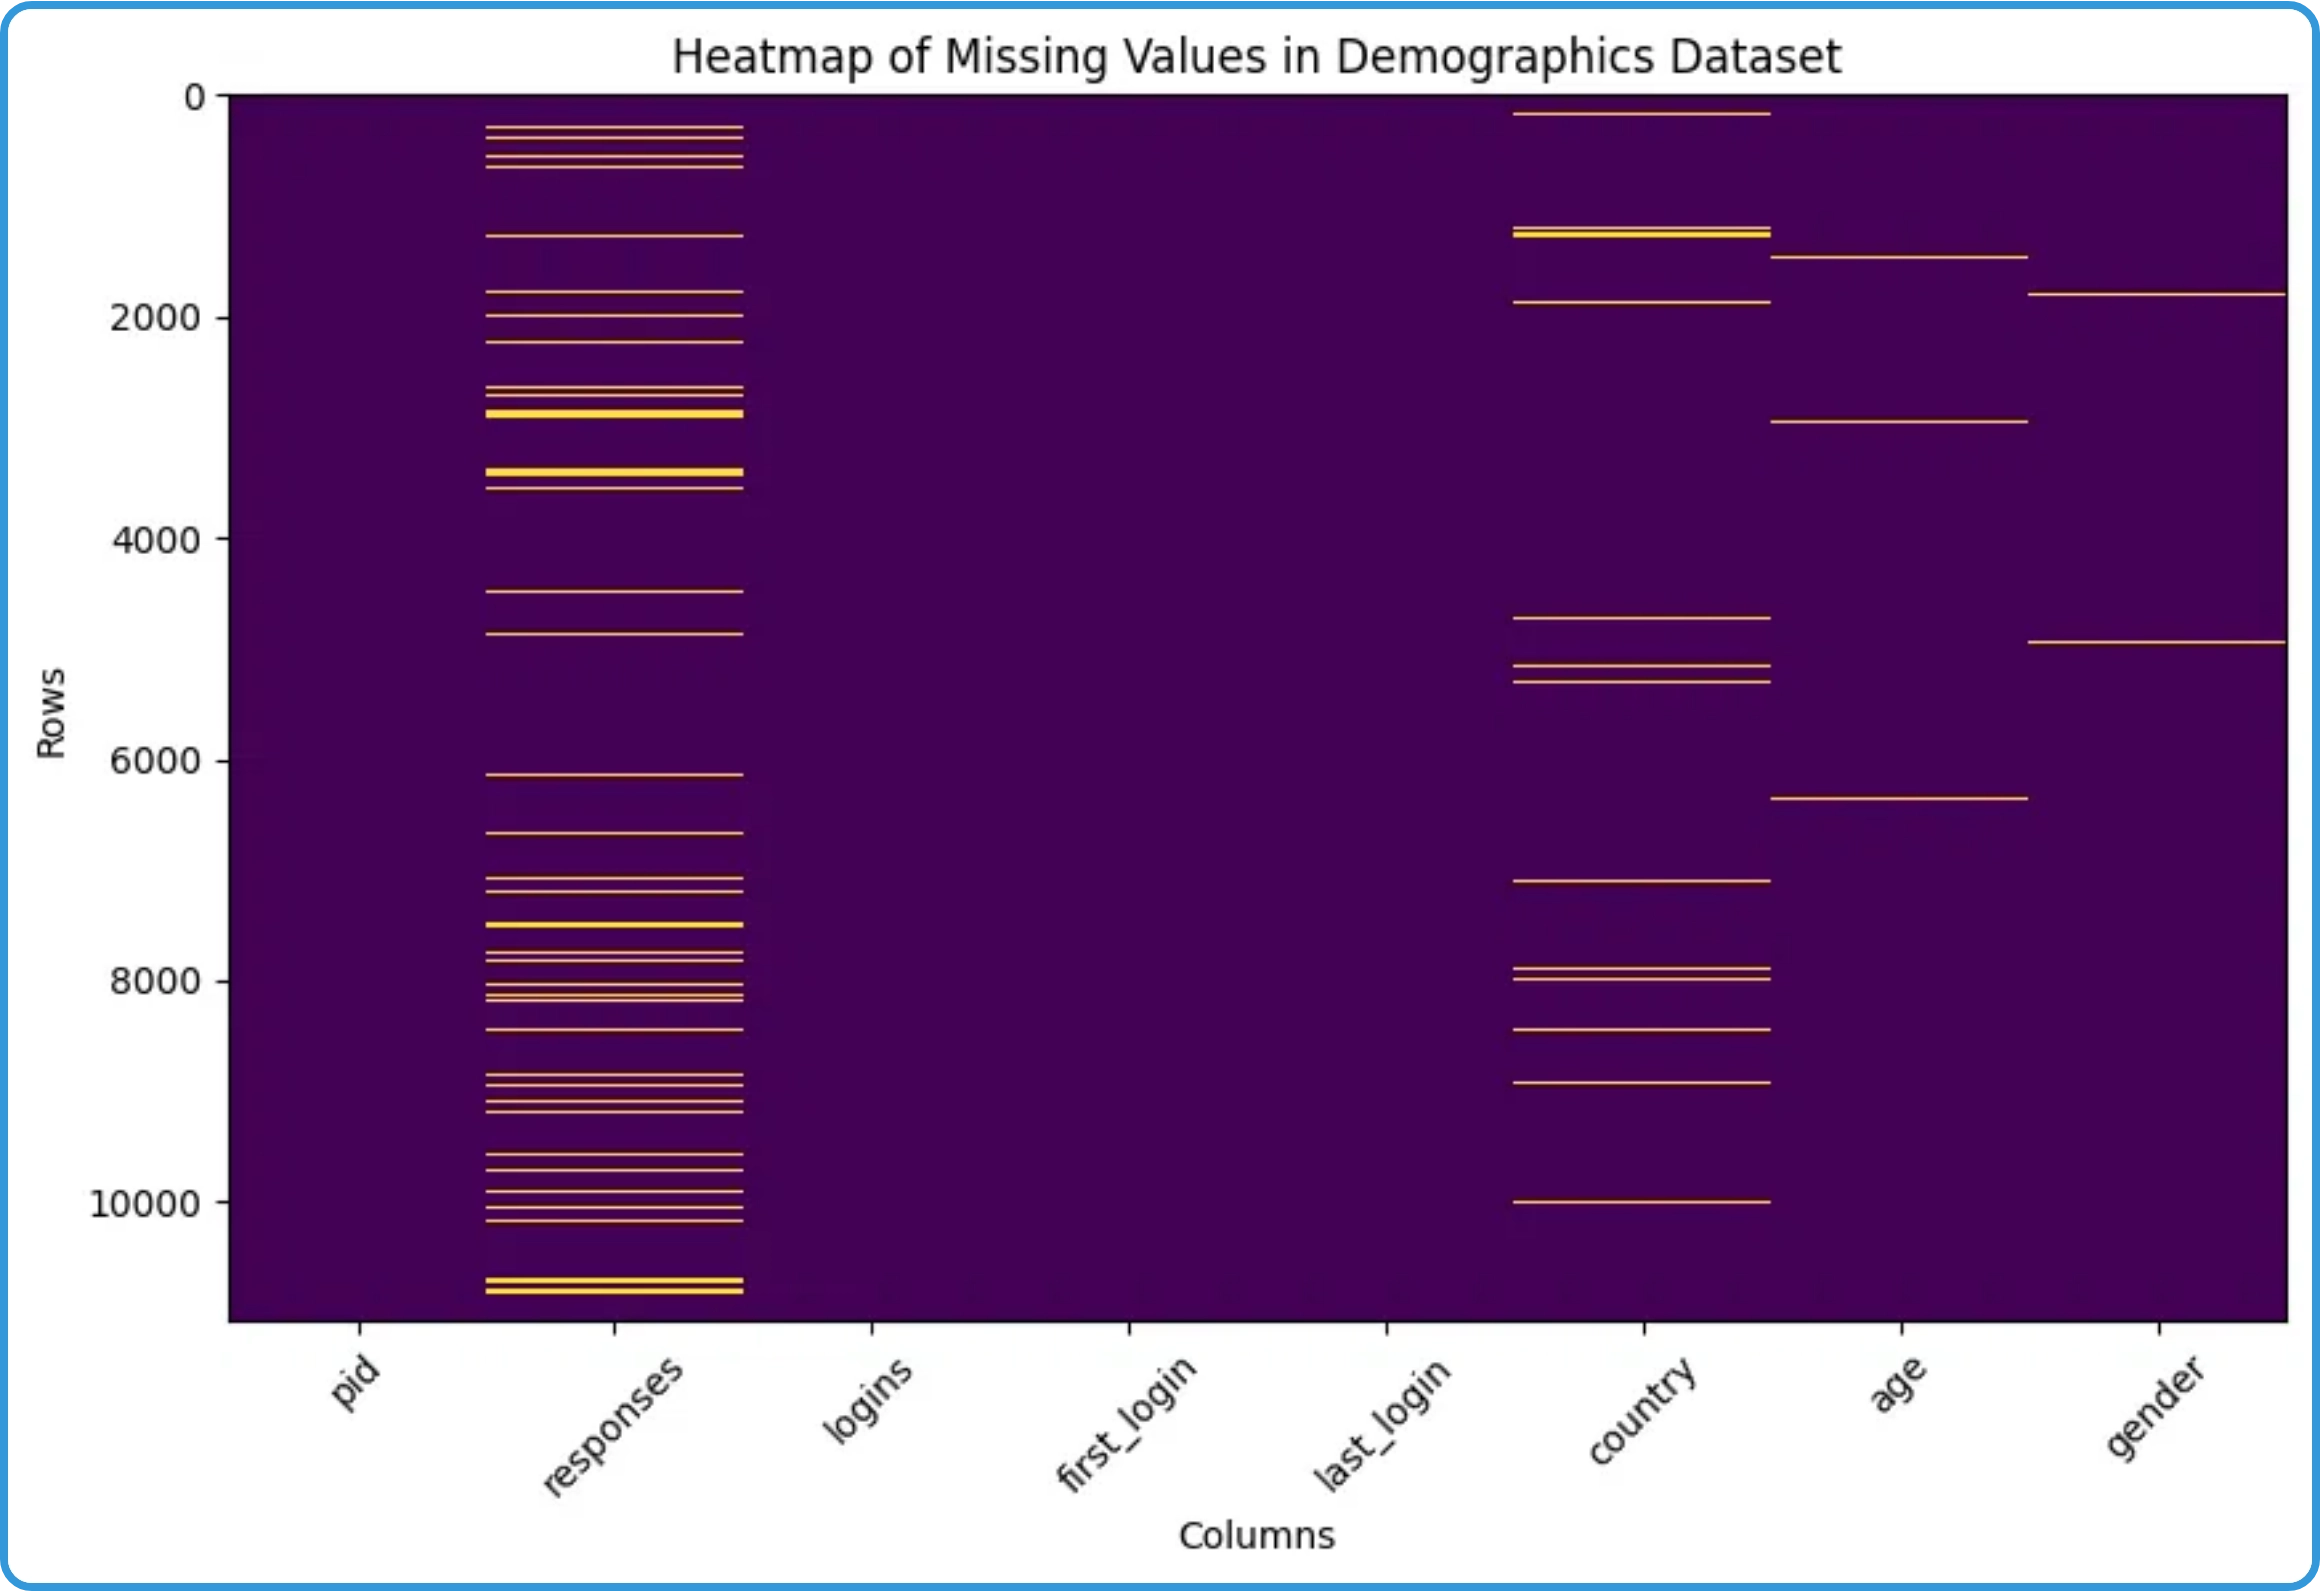 Heatmap of Missing Values in Demographics Dataset
0
2000
4000
6000
8000
10000
Rows
pid
responses
logins
first_login
last_login
country
age
gender
Columns